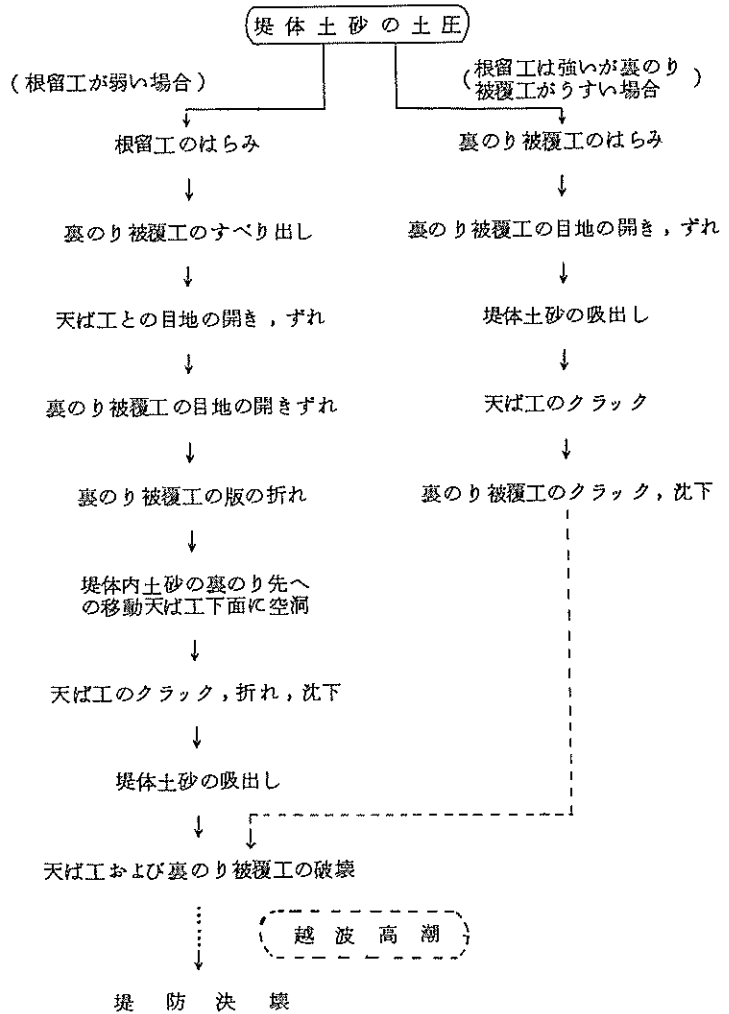 堤体土砂の土圧
(根留工が弱い場合)
(根留工は強いが裏のり
被覆工がうすい場合)
根留工のはらみ
裏のり被覆工のすべり出し
天ば工との目地の開き，ずれ
裏のり被覆工の目地の開きずれ
裏のり被覆工の版の折れ
堤体内土砂の裏のり先へ
の移動天ば工下面に空洞
天ば工のクラック，折れ，沈下
堤体土砂の吸出し
裏のり被覆工のはらみ
裏のり被覆工の目地の開き，ずれ
堤体土砂の吸出し
天ば工のクラック
裏のり被覆工のクラック，沈下
天ば工および裏のり被覆工の破壊
越波高潮
堤防決壊